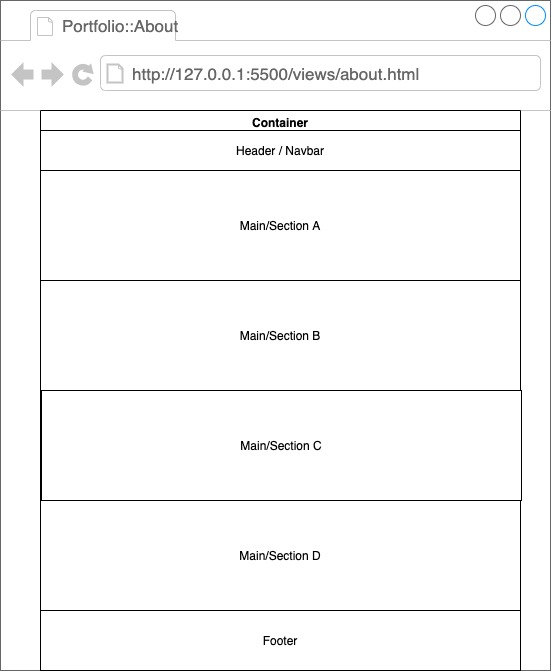 Portfolio::About
http://127.0.0.1:5500/views/about.html
Container
Header / Navbar
Main/Section A
Main/Section B
Main/Section C
Main/Section D
Footer